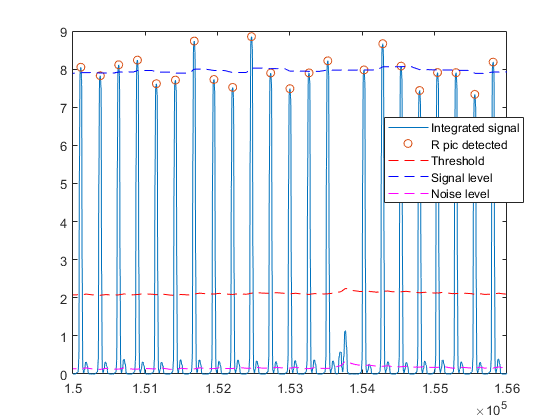 9
8
7
6
5
4
3
2
1
0
Integrated signal
R pic detected
Threshold
Signal level
Noise level
1.5 1.51 1.52 1.53 1.54 1.55 1.56
×10^5